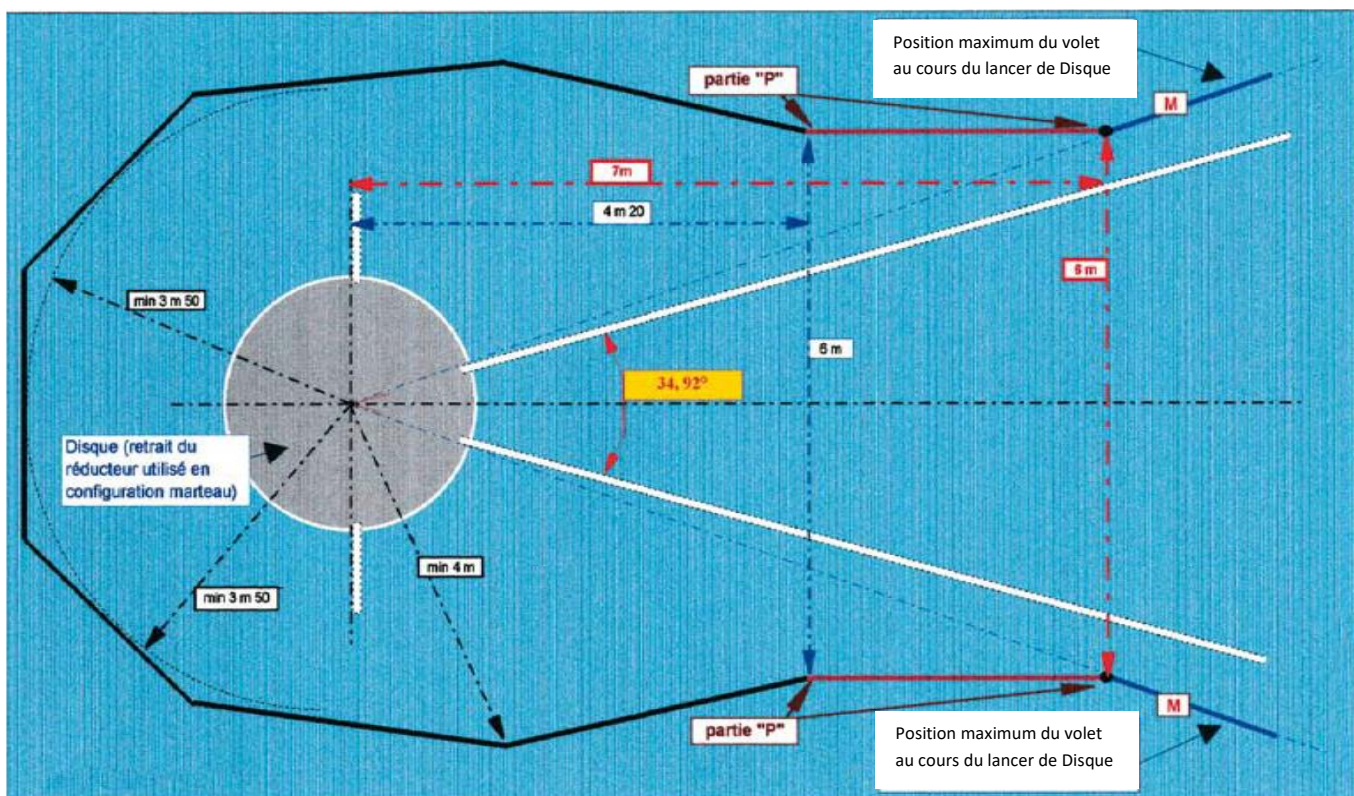 Position maximum du volet
au cours du lancer de Disque
partie "P"
M
7m
4 m 20
6 m
min 3 m 50
6 m
34, 92°
Disque (retrait du
réducteur utilisé en
configuration marteau)
min 4 m
min 3 m 50
M
partie "P"
Position maximum du volet
au cours du lancer de Disque